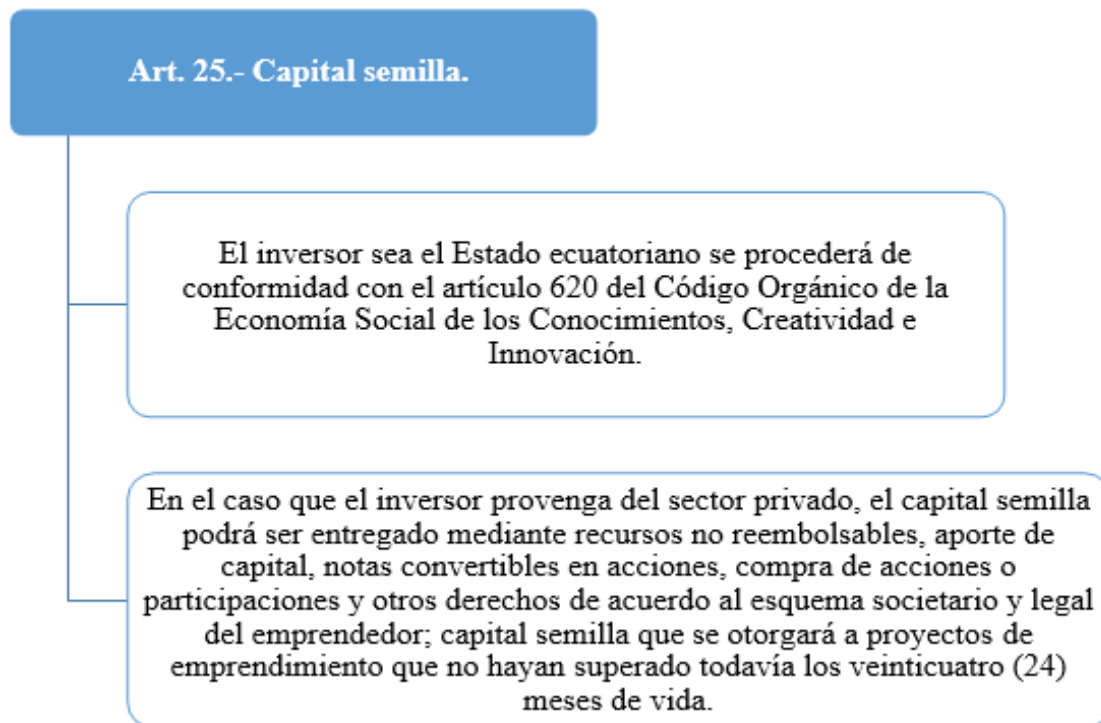 Art. 25.- Capital semilla.
El inversor sea el Estado ecuatoriano se procederá de
conformidad con el artículo 620 del Código Orgánico de la
Economía Social de los Conocimientos, Creatividad e
Innovación.
En el caso que el inversor provenga del sector privado, el capital semilla
podrá ser entregado mediante recursos no reembolsables, aporte de
capital, notas convertibles en acciones, compra de acciones o
participaciones y otros derechos de acuerdo al esquema societario y legal
del emprendedor; capital semilla que se otorgará a proyectos de
emprendimiento que no hayan superado todavía los veinticuatro (24)
meses de vida.